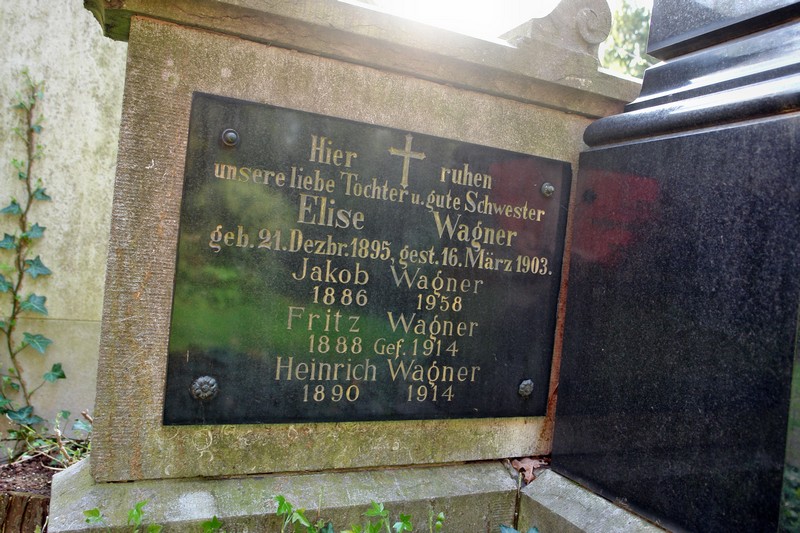 Hier ruhen
unsere liebe Tochter u. gute Schwester
Elise Wagner
geb. 21. Dezbr. 1895, gest. 16. März 1903.
Jakob Wagner
1886 1958
Fritz Wagner
1888 Gef. 1914
Heinrich Wagner
1890 1914